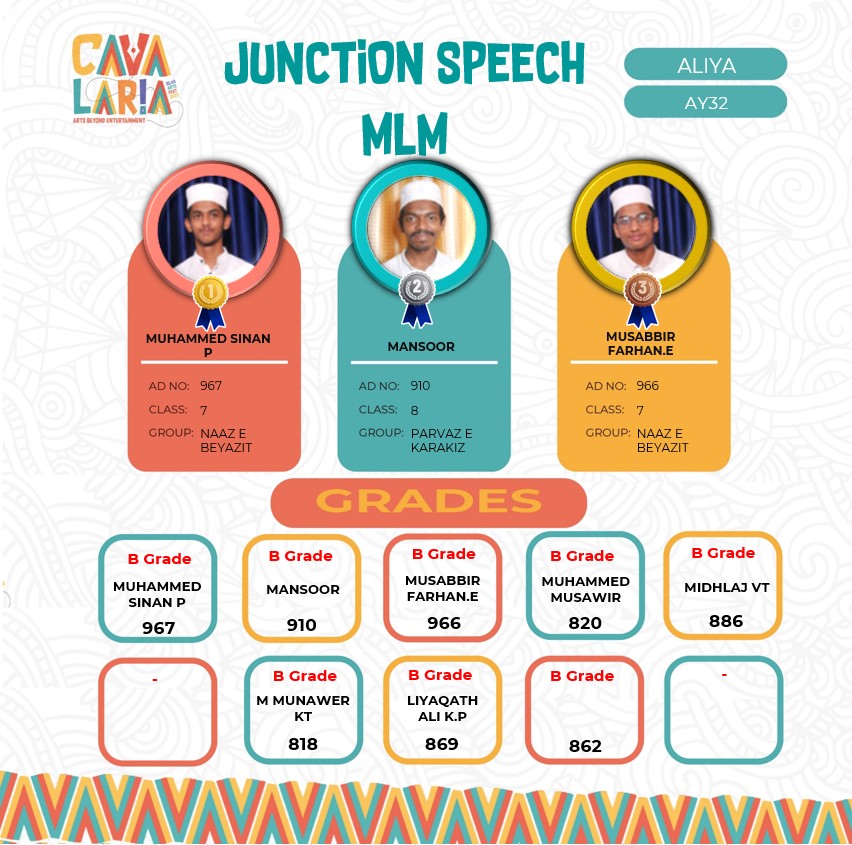 CAVA
LARIA
ARTS BEYOND ENTERTAINMENT
JUNCTION SPEECH
MLM
ALIYA
AY32
1
2
3
MUHAMMED SINAN
P
AD NO: 967
CLASS: 7
GROUP: NAAZ E
BEYAZIT
MANSOOR
AD NO: 910
CLASS: 8
GROUP: PARVAZ E
KARAKIZ
MUSABBIR
FARHAN.E
AD NO: 966
CLASS: 7
GROUP: NAAZ E
BEYAZIT
GRADES
B Grade
MUHAMMED
SINAN P
967
B Grade
MANSOOR
910
B Grade
MUSABBIR
FARHAN.E
966
B Grade
MUHAMMED
MUSAWIR
820
B Grade
MIDHLAJ VT
886
-
B Grade
M MUNAWER
KT
818
B Grade
LIYAQATH
ALI K.P
869
B Grade
862
-